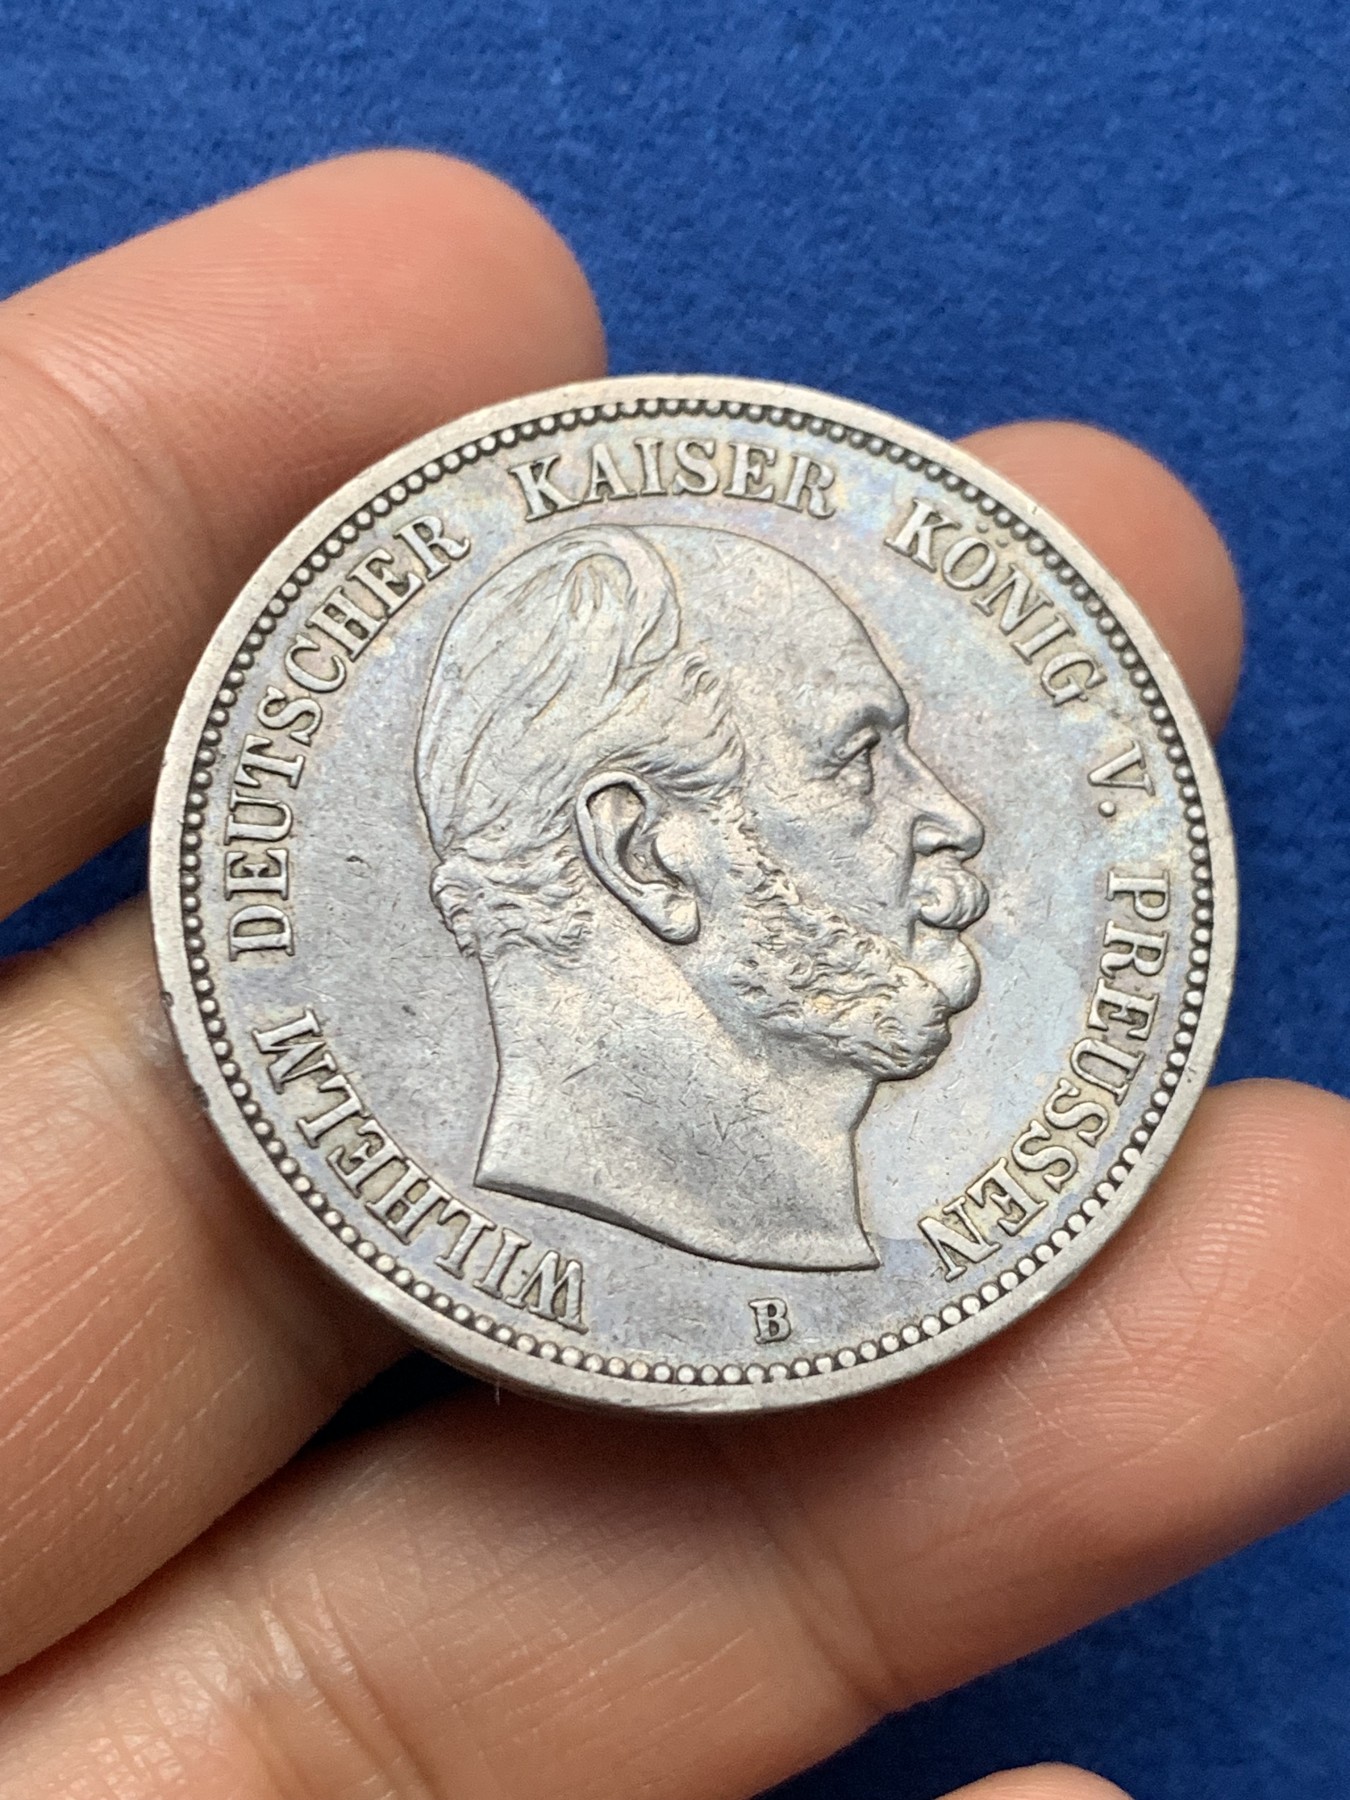 WILHELM DEUTSCHER KAISER KÖNIG V. PREUSSEN
B